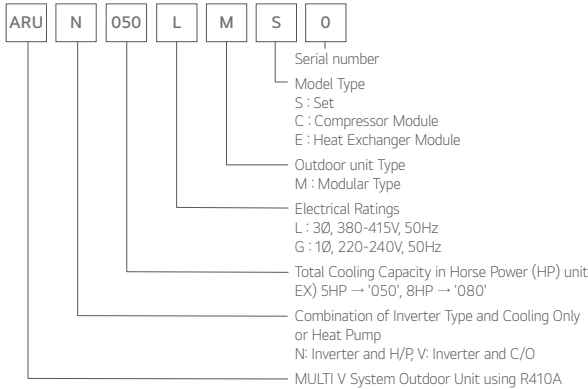 ARU N 050 L M S 0
Serial number
Model Type
S : Set
C : Compressor Module
E : Heat Exchanger Module
Outdoor unit Type
M : Modular Type
Electrical Ratings
L : 3Ø, 380-415V, 50Hz
G : 1Ø, 220-240V, 50Hz
Total Cooling Capacity in Horse Power (HP) unit
EX) 5HP → '050', 8HP → '080'
Combination of Inverter Type and Cooling Only
or Heat Pump
N: Inverter and H/P, V: Inverter and C/O
MULTI V System Outdoor Unit using R410A